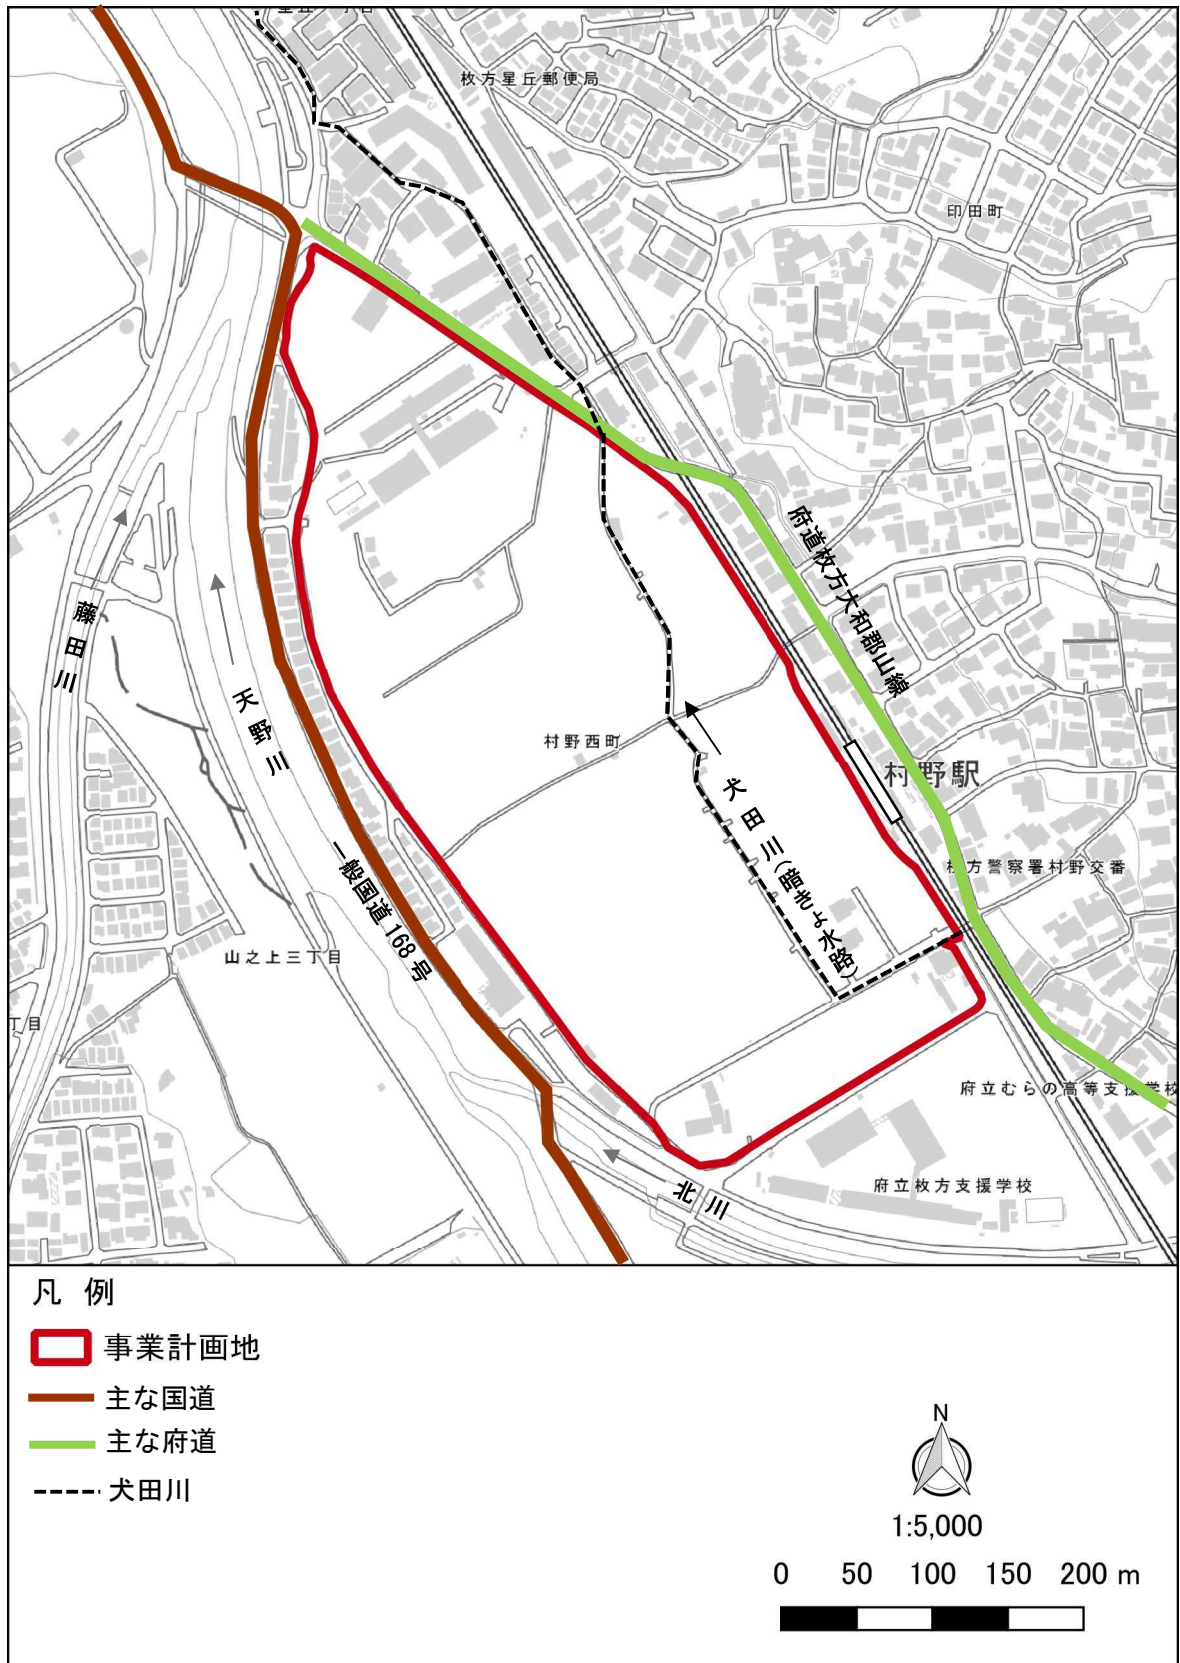 枚方星丘郵便局
印田町
府道枚方大和郡山線
藤田川
天野川
村野西町
村野駅
犬田川（暗きょ水路）
一般国道168号
枚方警察署村野交番
山之上三丁目
丁目
府立むらの高等支援学校
府立枚方支援学校
北川
凡 例
事業計画地
主な国道
主な府道
犬田川
N
1:5,000
0 50 100 150 200 m